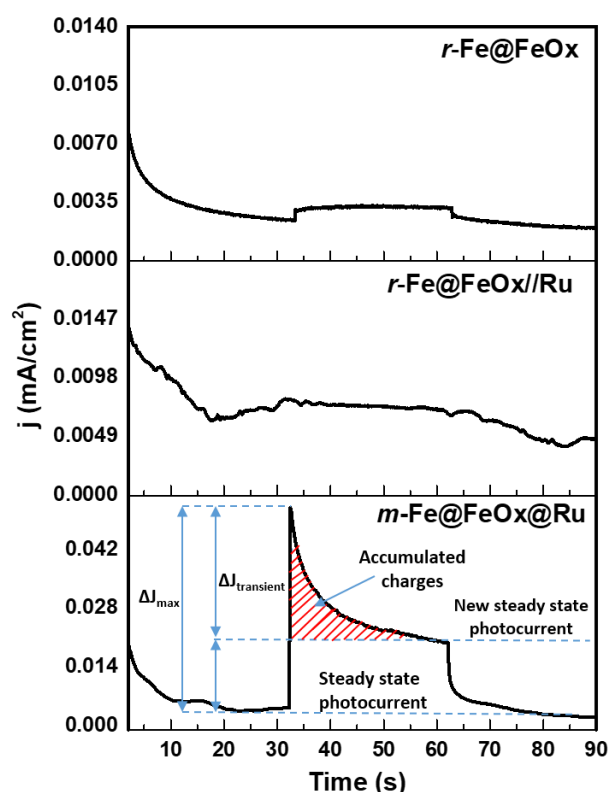 0.0140
r-Fe@FeOx
0.0105
0.0070
0.0035
0.0000
r-Fe@FeOx//Ru
0.0147
0.0098
0.0049
0.0000
j (mA/cm²)
m-Fe@FeOx@Ru
0.042
Accumulated
charges
ΔJmax
ΔJtransient
0.028
New steady state
photocurrent
0.014
Steady state
photocurrent
0.000
10 20 30 40 50 60 70 80 90
Time (s)